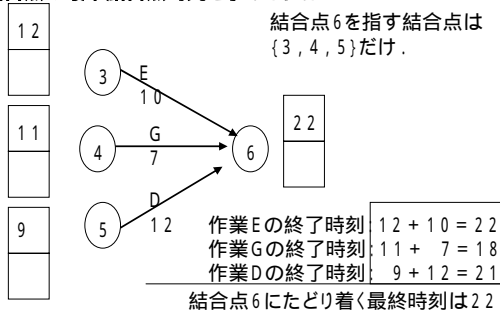 結合点6を指す結合点は
{3,4,5}だけ.
12
3
E
10
11
4
G
7
6
22
9
5
D
12
作業Eの終了時刻:12+10=22
作業Gの終了時刻:11+ 7=18
作業Dの終了時刻: 9+12=21
結合点6にたどり着く最終時刻は22